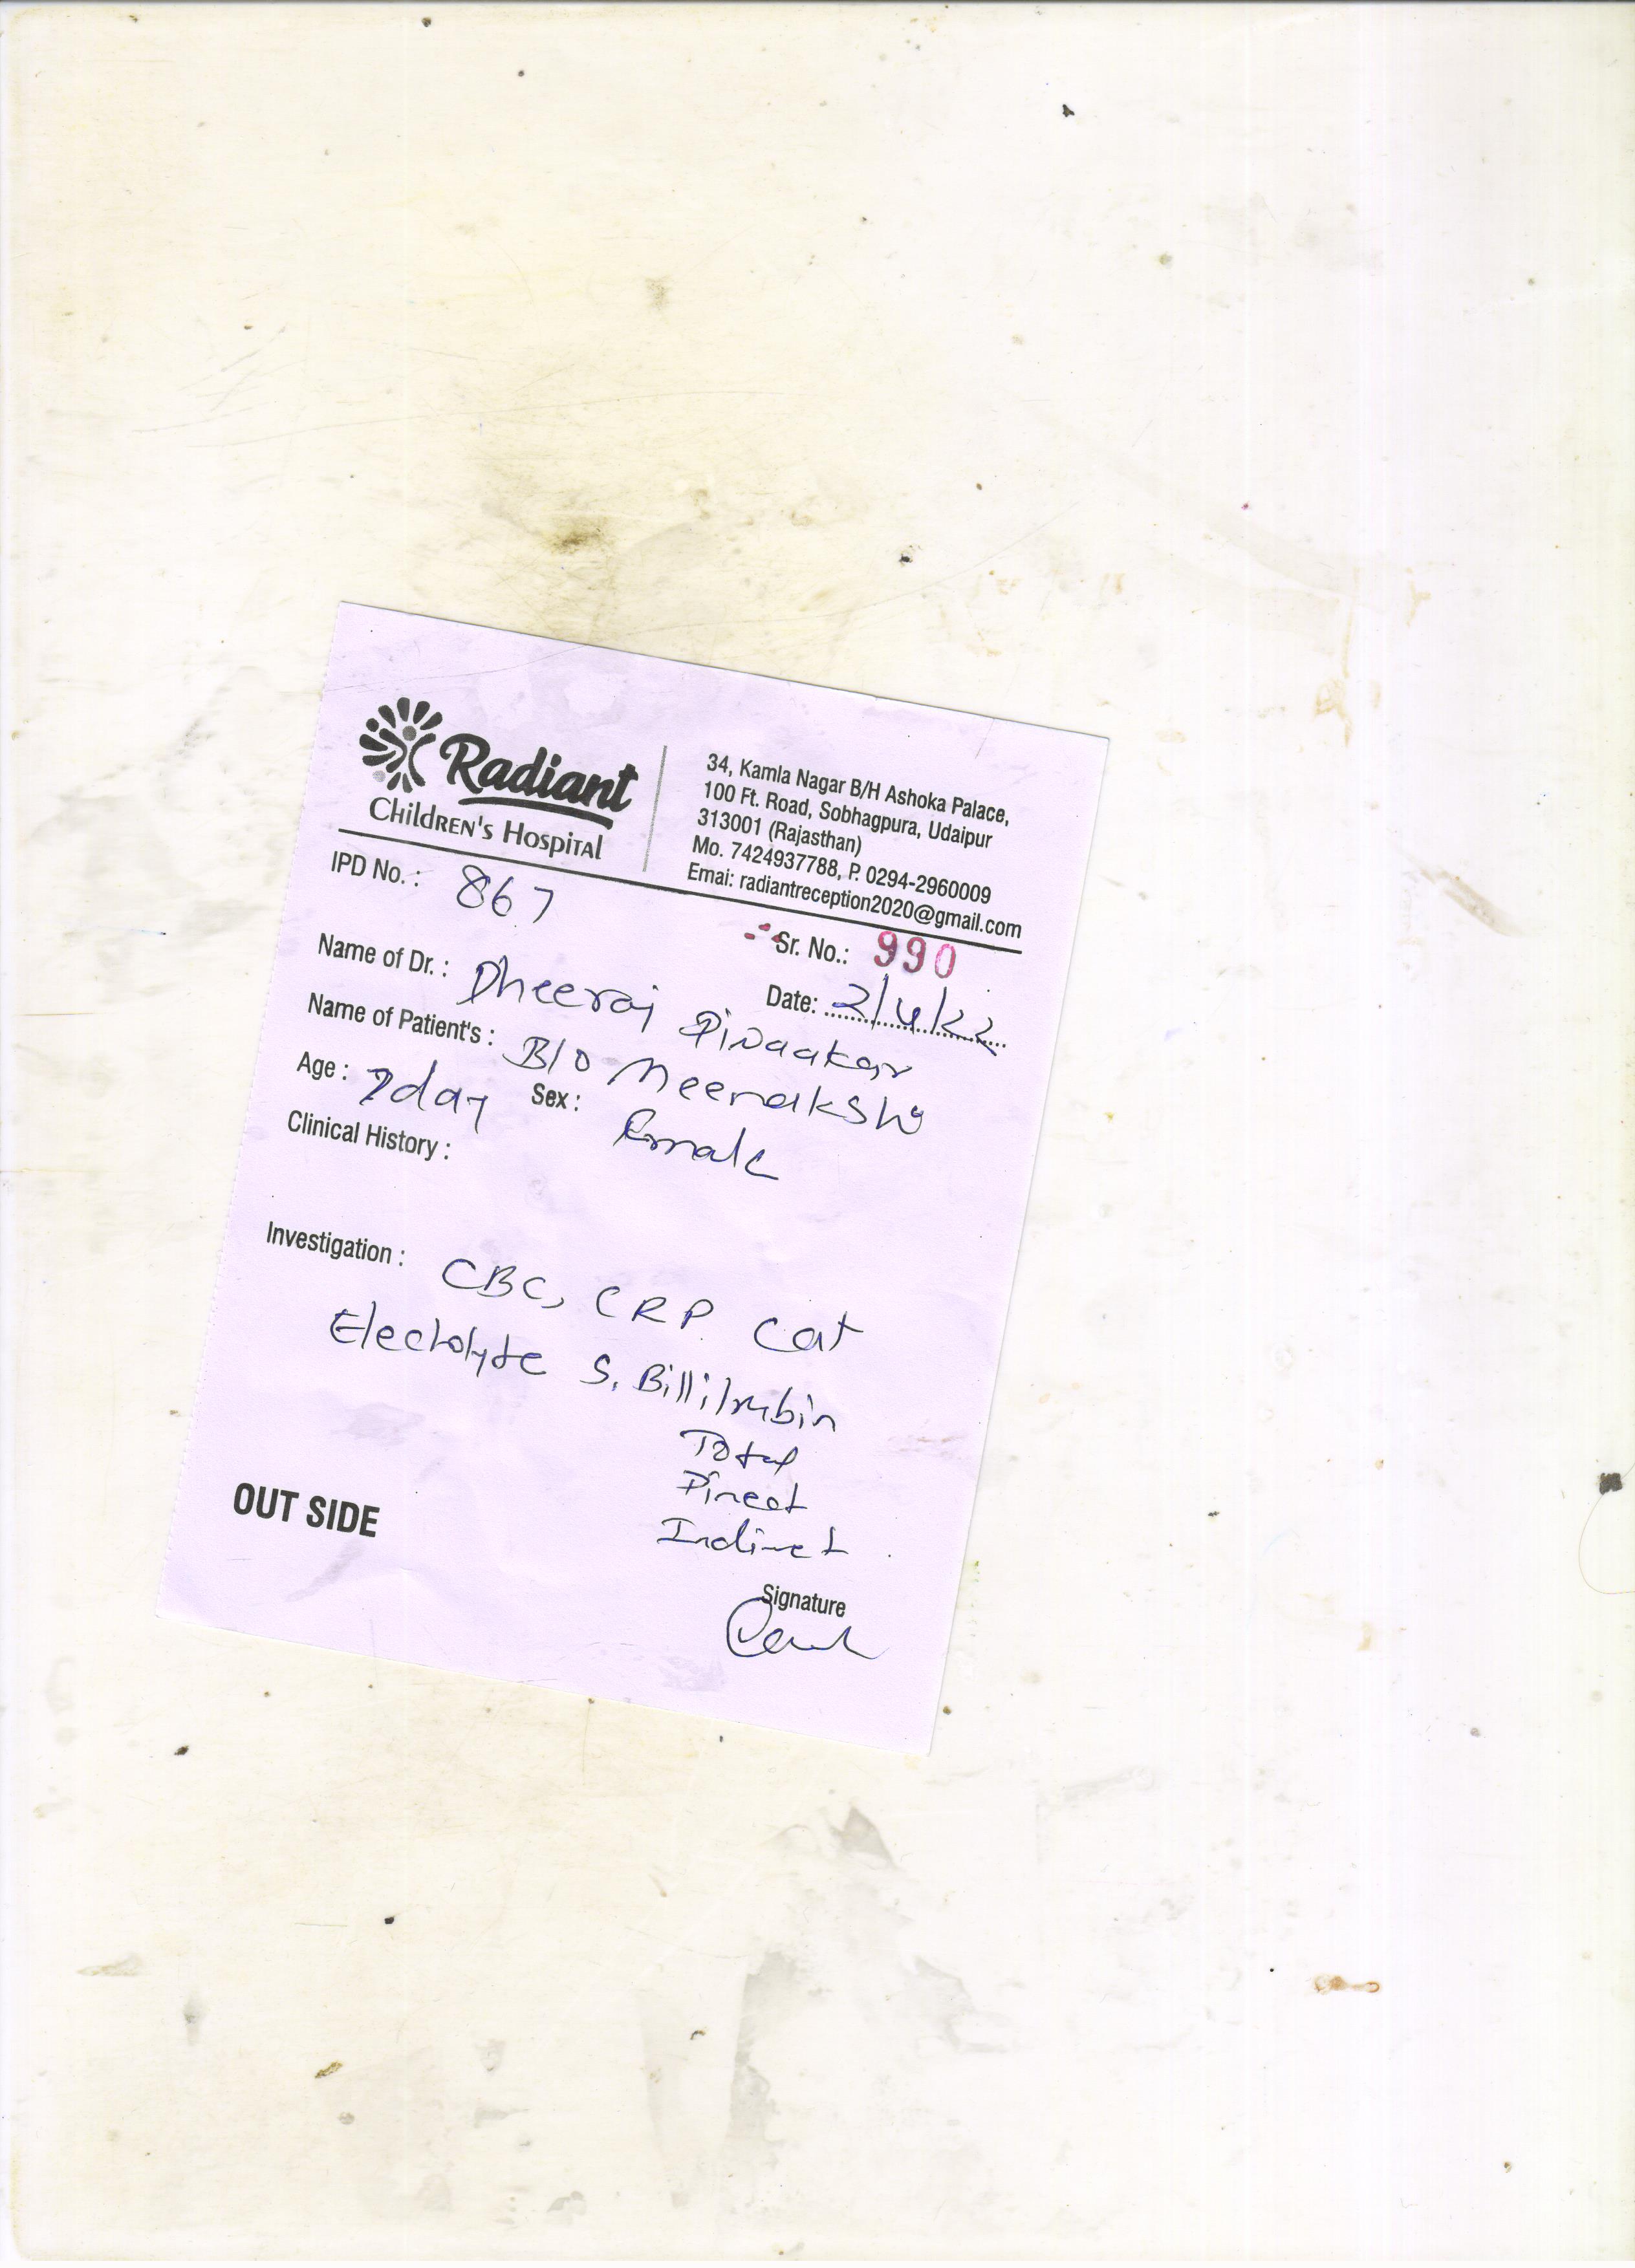 Radiant
Children's Hospital
34, Kamla Nagar B/H Ashoka Palace,
100 Ft. Road, Sobhagpura, Udaipur
313001 (Rajasthan)
Mo. 7424937788, P. 0294-2960009
Emai: radiantreception2020@gmail.com
IPD No. : 867
Sr. No.: 990
Name of Dr. : Dheeraj Divaakar
Date: 2/4/22
Name of Patient's : B/O Meenakshi
Age : 2day Sex : Female
Clinical History :
Investigation : CBC, CRP
Electolyte S. Billilrubin
Total
Direct
Indirect
OUT SIDE
Signature